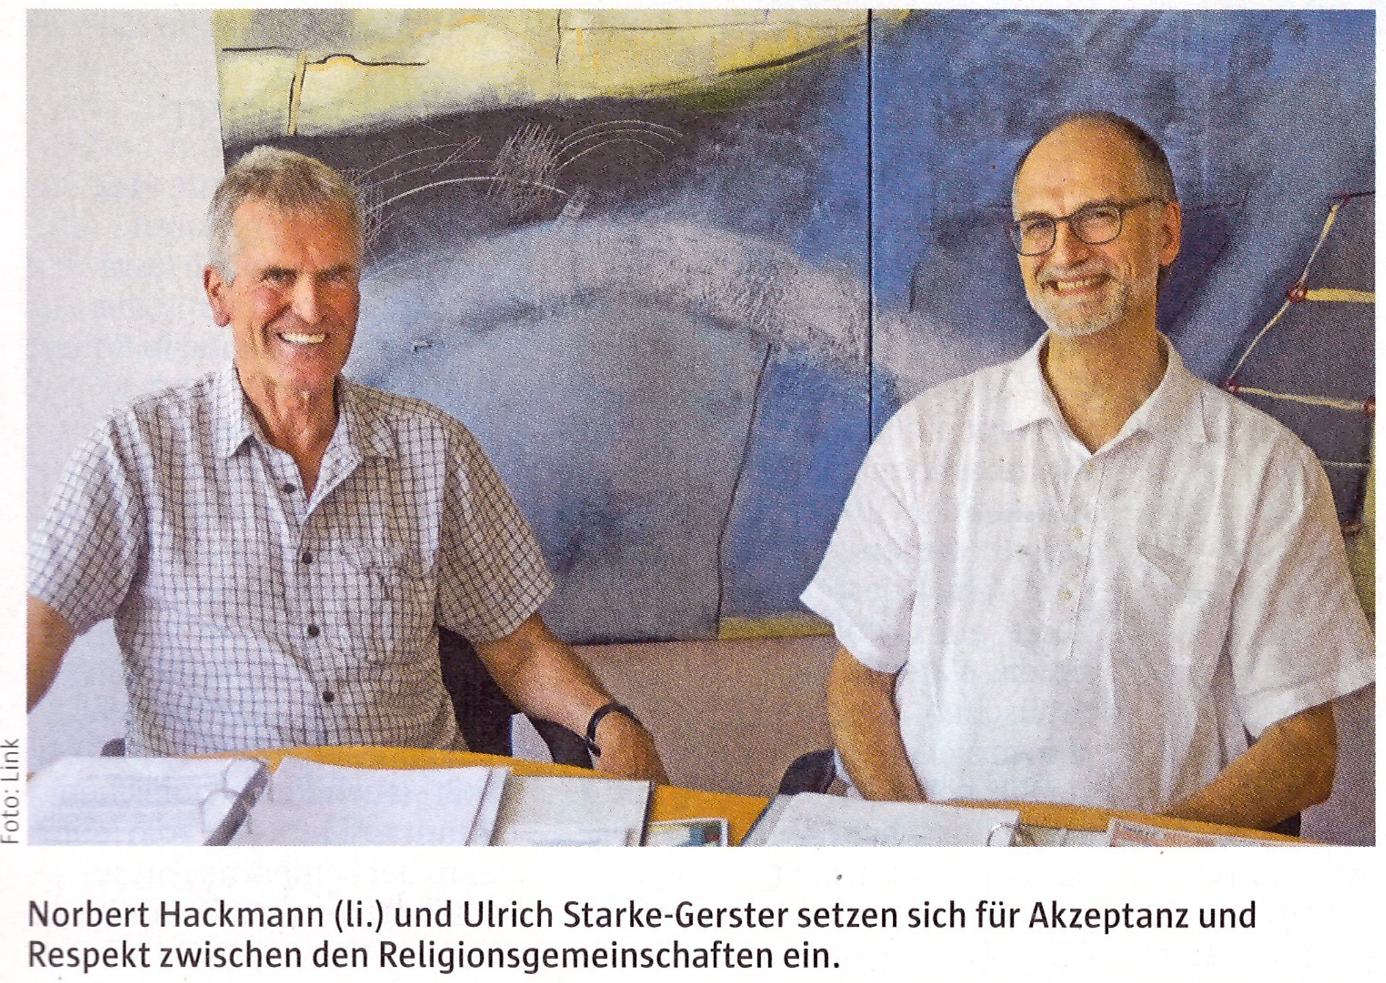 Foto: Link
Norbert Hackmann (li.) und Ulrich Starke-Gerster setzen sich für Akzeptanz und
Respekt zwischen den Religionsgemeinschaften ein.